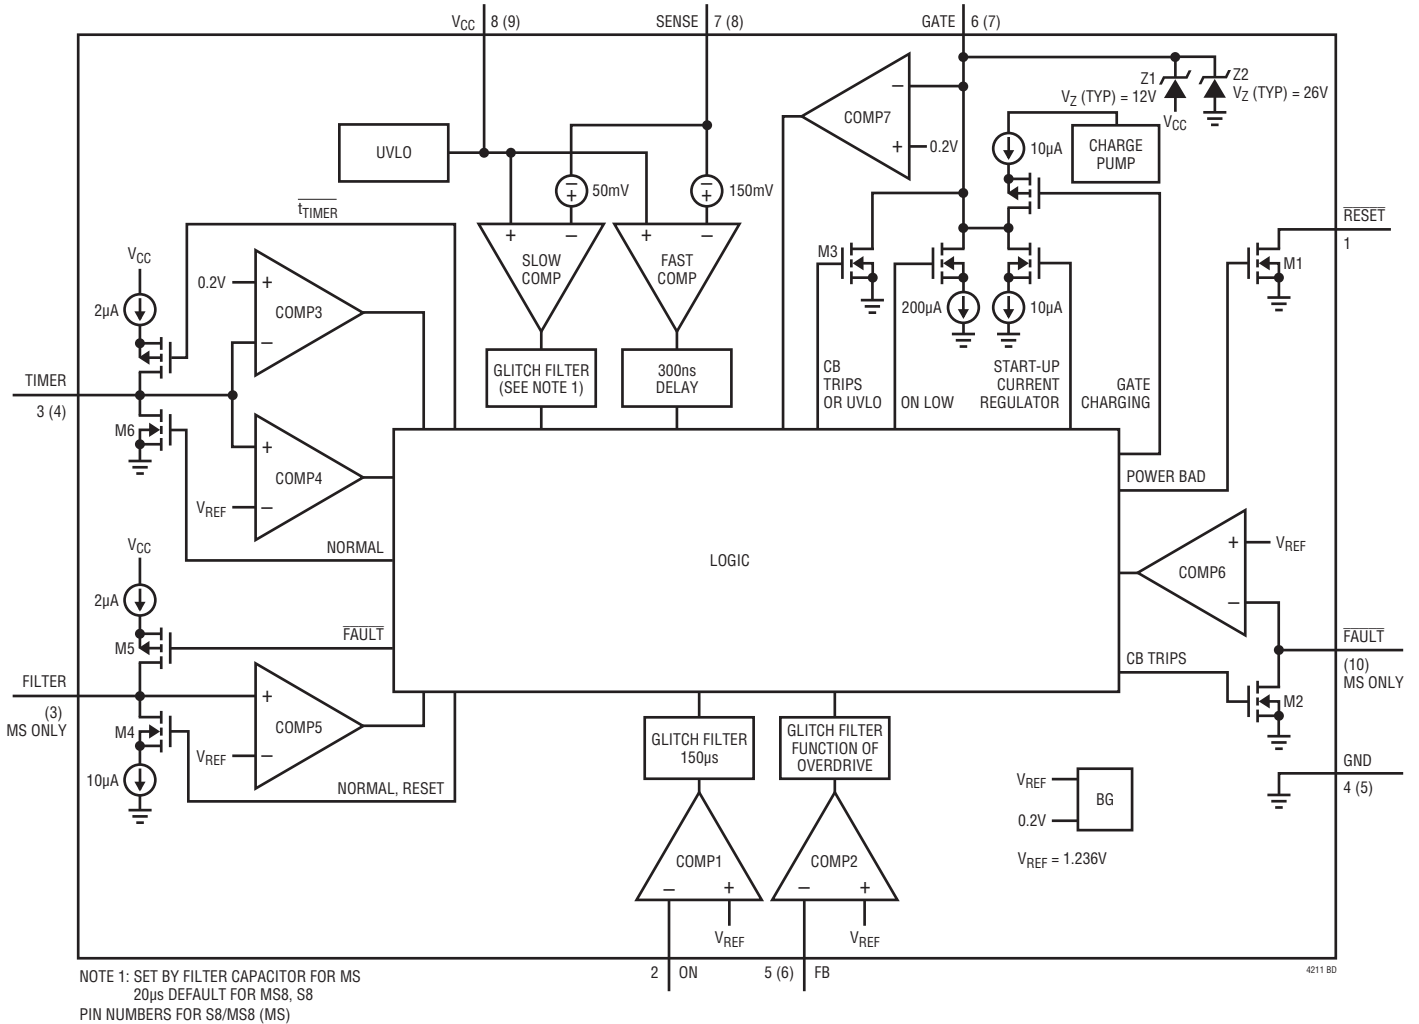 VCC 8 (9)
SENSE 7 (8)
GATE 6 (7)
Z1
VZ (TYP) = 12V
VCC
Z2
VZ (TYP) = 26V
COMP7
−
+
0.2V
10µA
CHARGE
PUMP
UVLO
−
+
50mV
−
+
150mV
tTIMER
RESET
1
VCC
2µA
0.2V
+
COMP3
−
+
−
SLOW
COMP
+
−
FAST
COMP
M3
M1
200µA
10µA
GLITCH FILTER
(SEE NOTE 1)
300ns
DELAY
CB
TRIPS
OR UVLO
ON LOW
START-UP
CURRENT
REGULATOR
GATE
CHARGING
TIMER
3 (4)
M6
+
COMP4
VREF
−
POWER BAD
NORMAL
LOGIC
+
VREF
COMP6
−
VCC
2µA
M5
FAULT
FAULT
(10)
MS ONLY
CB TRIPS
M2
FILTER
(3)
MS ONLY
M4
+
COMP5
VREF
−
10µA
NORMAL, RESET
GLITCH FILTER
150µs
GLITCH FILTER
FUNCTION OF
OVERDRIVE
GND
4 (5)
VREF
0.2V
BG
VREF = 1.236V
COMP1
−
+
VREF
COMP2
−
+
VREF
2 ON
5 (6) FB
4211 BD
NOTE 1: SET BY FILTER CAPACITOR FOR MS
20µs DEFAULT FOR MS8, S8
PIN NUMBERS FOR S8/MS8 (MS)